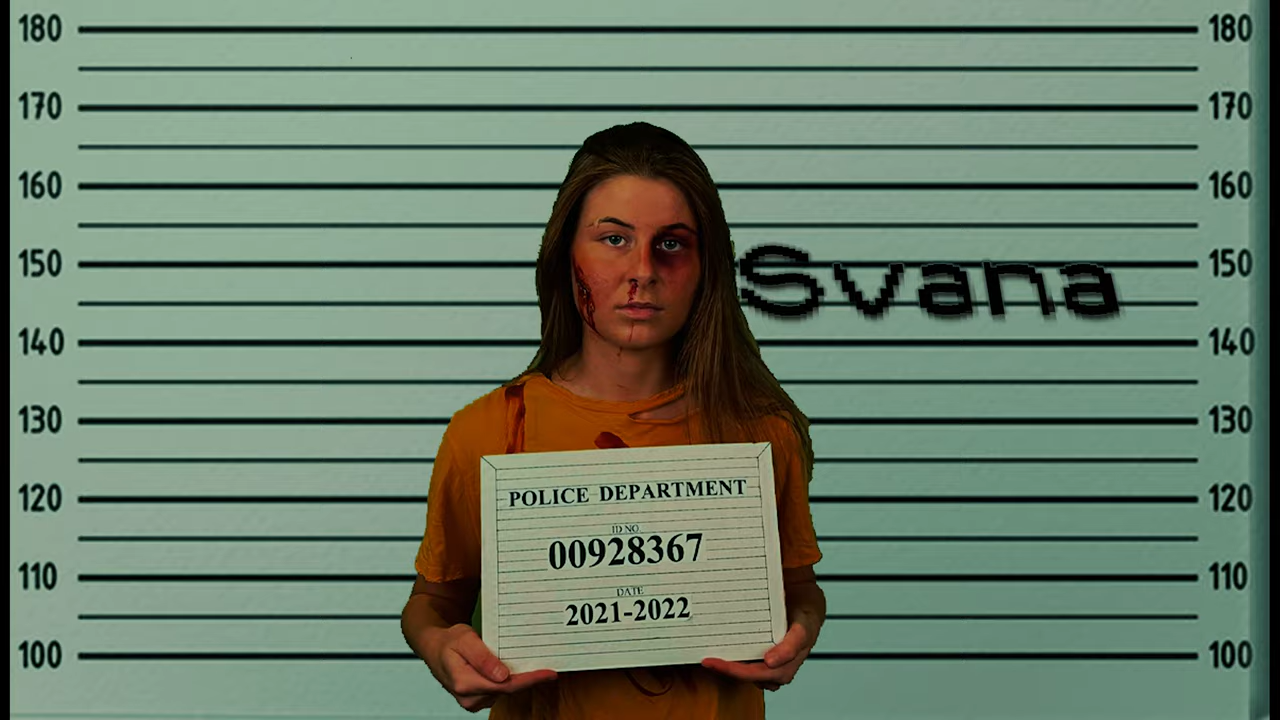 180 180
170 170
160 160
150 Svana 150
140 140
130 130
120 120
110 110
100 100
POLICE DEPARTMENT
ID NO.
00928367
DATE
2021-2022